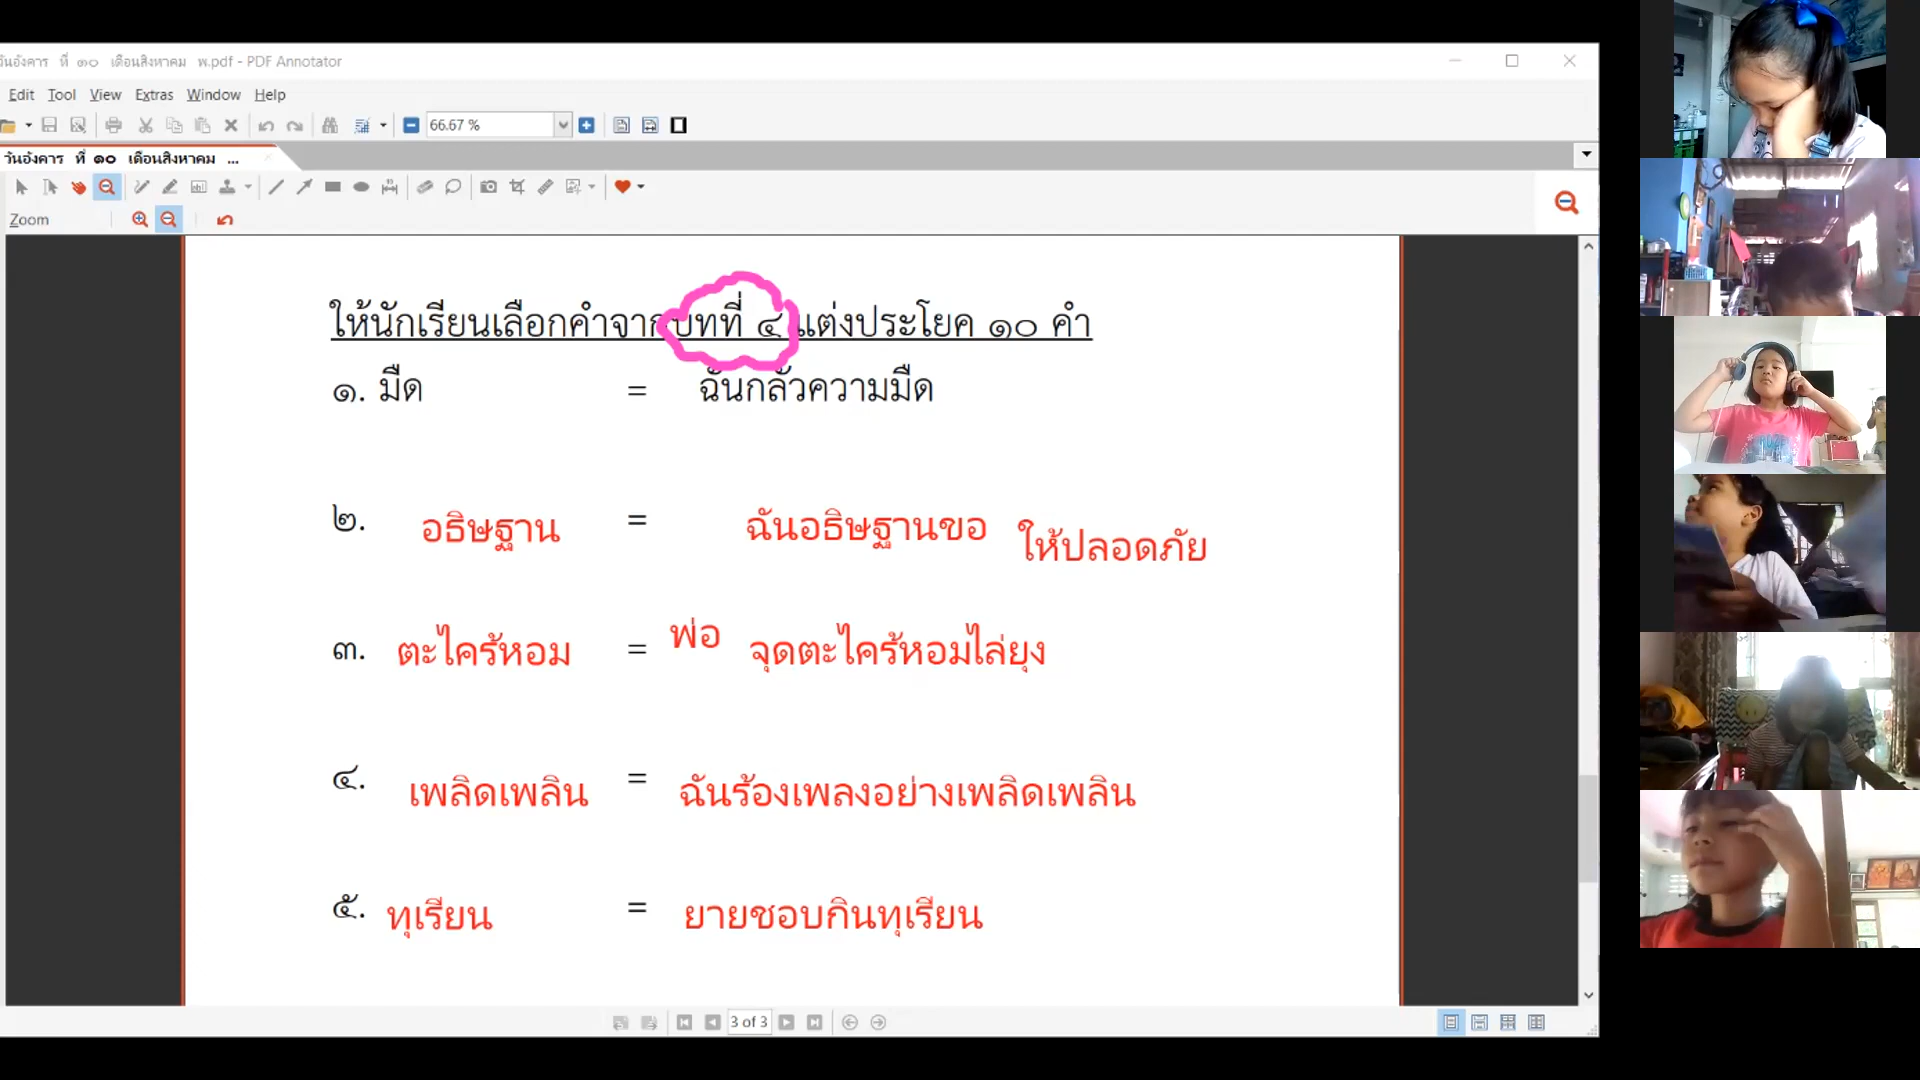 วันอังคาร ที่ ๑๐ เดือนสิงหาคม พ.pdf - PDF Annotator
Edit Tool View Extras Window Help
66.67 %
วันอังคาร ที่ ๑๐ เดือนสิงหาคม ...
Zoom
ให้นักเรียนเลือกคำจากบทที่ ๔ แต่งประโยค ๑๐ คำ
๑. มืด = ฉันกลัวความมืด
๒. อธิษฐาน = ฉันอธิษฐานขอ ให้ปลอดภัย
๓. ตะไคร้หอม = พ่อ จุดตะไคร้หอมไล่ยุง
๔. เพลิดเพลิน = ฉันร้องเพลงอย่างเพลิดเพลิน
๕. ทุเรียน = ยายชอบกินทุเรียน
3 of 3